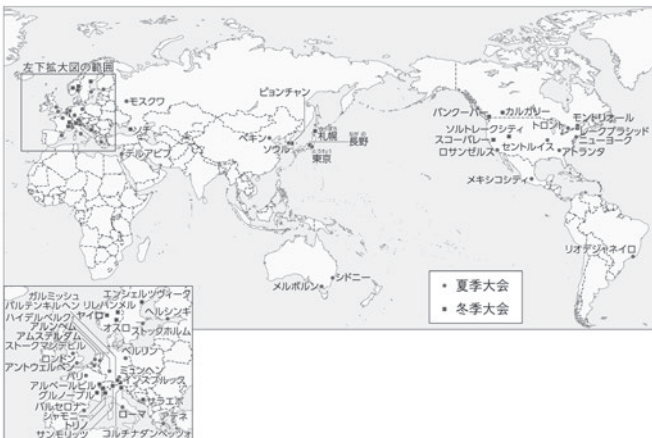 左下拡大図の範囲
モスクワ
ソチ
テルアビブ
ピョンチャン
ペキン
ソウル
札幌
長野
東京
メルボルン
シドニー
バンクーバー
カルガリー
モントリオール
トロント
レークプラシッド
ソルトレークシティ
ニューヨーク
スコーバレー
セントルイス
ロサンゼルス
アトランタ
メキシコシティ
リオデジャネイロ
夏季大会
冬季大会
ガルミッシュ
パルテンキルヘン
ハイデルベルク
アルンヘム
アムステルダム
ストークマンデビル
ロンドン
アントウェルペン
パリ
アルベールビル
グルノーブル
バルセロナ
シャモニー
トリノ
サンモリッツ
エンシェルツヴィーク
リレハンメル
ヤイロ
ヘルシンキ
オスロ
ストックホルム
ベルリン
ミュンヘン
インスブルック
サラエボ
ローマ
アテネ
コルチナダンペッツォ